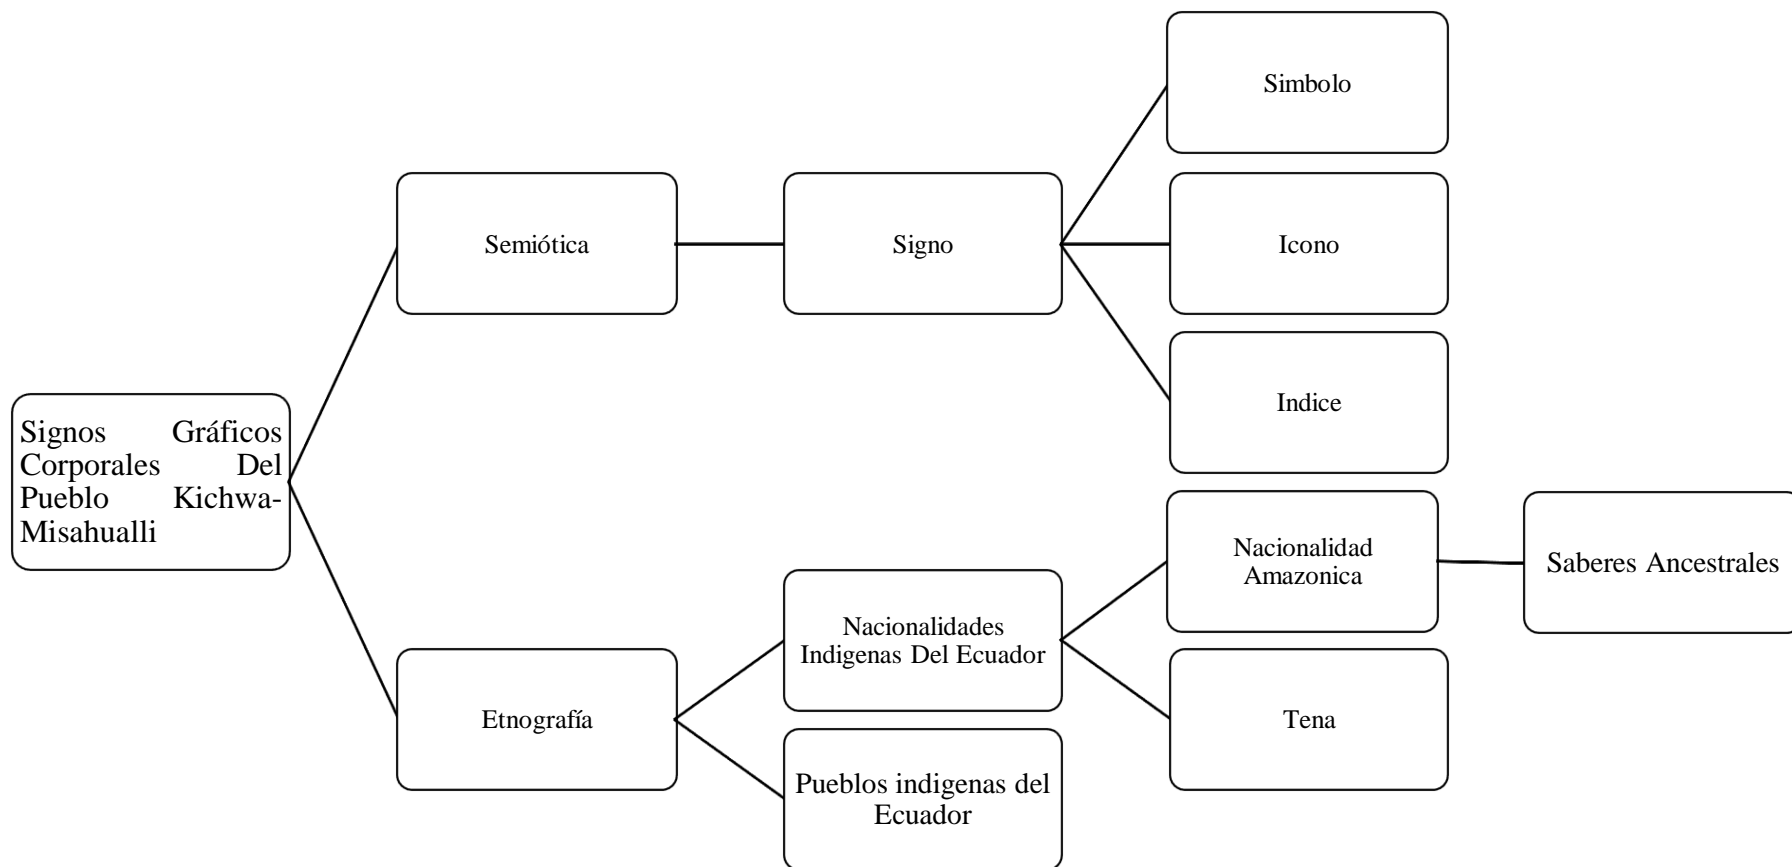 Signos Gráficos
Corporales Del
Pueblo Kichwa-
Misahualli
Semiótica
Signo
Simbolo
Icono
Indice
Etnografía
Nacionalidades
Indigenas Del Ecuador
Nacionalidad
Amazonica
Saberes Ancestrales
Tena
Pueblos indigenas del
Ecuador